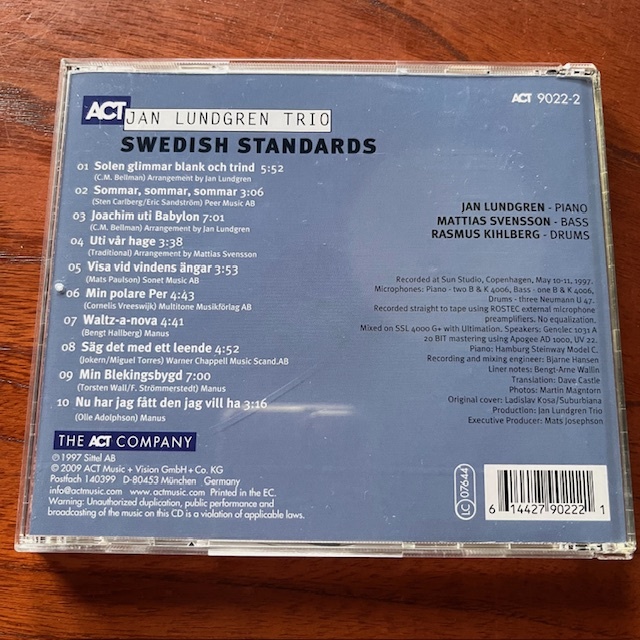 ACT
JAN LUNDGREN TRIO
SWEDISH STANDARDS
ACT 9022-2
01 Solen glimmar blank och trind 5:52
(C.M. Bellman) Arrangement by Jan Lundgren
02 Sommar, sommar, sommar 3:06
(Sten Carlberg/Eric Sandström) Peer Music AB
03 Joachim uti Babylon 7:01
(C.M. Bellman) Arrangement by Jan Lundgren
04 Uti vår hage 3:38
(Traditional) Arrangement by Mattias Svensson
05 Visa vid vindens ängar 3:53
(Mats Paulson) Sonet Music AB
06 Min polare Per 4:43
(Cornelis Vreeswijk) Multitone Musikförlag AB
07 Waltz-a-nova 4:41
(Bengt Hallberg) Manus
08 Säg det med ett leende 4:52
(Jokern/Miguel Torres) Warner Chappell Music Scand.AB
09 Min Blekingsbygd 7:00
(Torsten Wall/F. Strömmerstedt) Manus
10 Nu har jag fått den jag vill ha 3:16
(Olle Adolphson) Manus
JAN LUNDGREN - PIANO
MATTIAS SVENSSON - BASS
RASMUS KIHLBERG - DRUMS
Recorded at Sun Studio, Copenhagen, May 10-11, 1997.
Microphones: Piano - two B & K 4006, Bass - one B & K 4006,
Drums - three Neumann U 47.
Recorded straight to tape using ROSTEC external microphone
preamplifiers. No equalization.
Mixed on SSL 4000 G+ with Ultimation. Speakers: Genelec 1031 A
20 BIT mastering using Apogee AD 1000, UV 22.
Piano: Hamburg Steinway Model C.
Recording and mixing engineer: Bjarne Hansen
Liner notes: Bengt-Arne Wallin
Translation: Dave Castle
Photos: Martin Magntorn
Original cover: Ladislav Kosa/Suburbiana
Production: Jan Lundgren Trio
Executive Producer: Mats Josephson
THE ACT COMPANY
℗ 1997 Sittel AB
© 2009 ACT Music + Vision GmbH + Co. KG
Postfach 140399 D-80453 München Germany
info@actmusic.com www.actmusic.com Printed in the EC.
Warning: Unauthorized duplication, public performance and
broadcasting of the music on this CD is a violation of applicable laws.
LC 07644
6 14427 90222 1